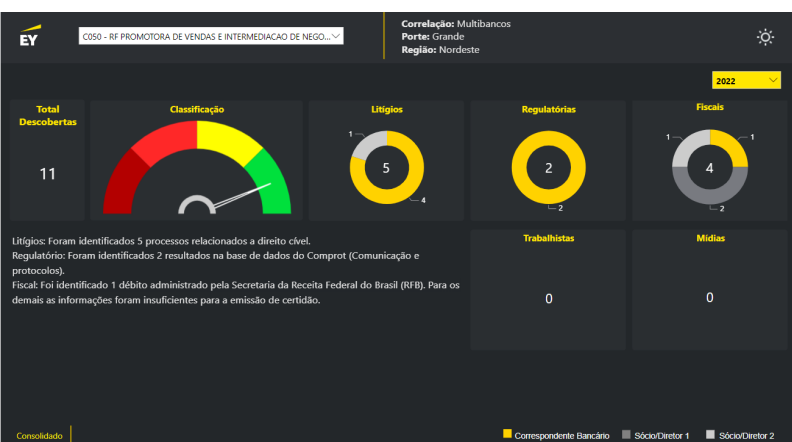 EY
C050 - RF PROMOTORA DE VENDAS E INTERMEDIACAO DE NEGO...
Correlação: Multibancos
Porte: Grande
Região: Nordeste
2022
Total
Descobertas
11
Classificação
Litígios
1
5
4
Regulatórias
2
2
Fiscais
1
1
4
2
Litígios: Foram identificados 5 processos relacionados a direito cível.
Regulatório: Foram identificados 2 resultados na base de dados do Comprot (Comunicação e
protocolos).
Fiscal: Foi identificado 1 débito administrado pela Secretaria da Receita Federal do Brasil (RFB). Para os
demais as informações foram insuficientes para a emissão de certidão.
Trabalhistas
0
Mídias
0
Consolidado
Correspondente Bancário
Sócio/Diretor 1
Sócio/Diretor 2